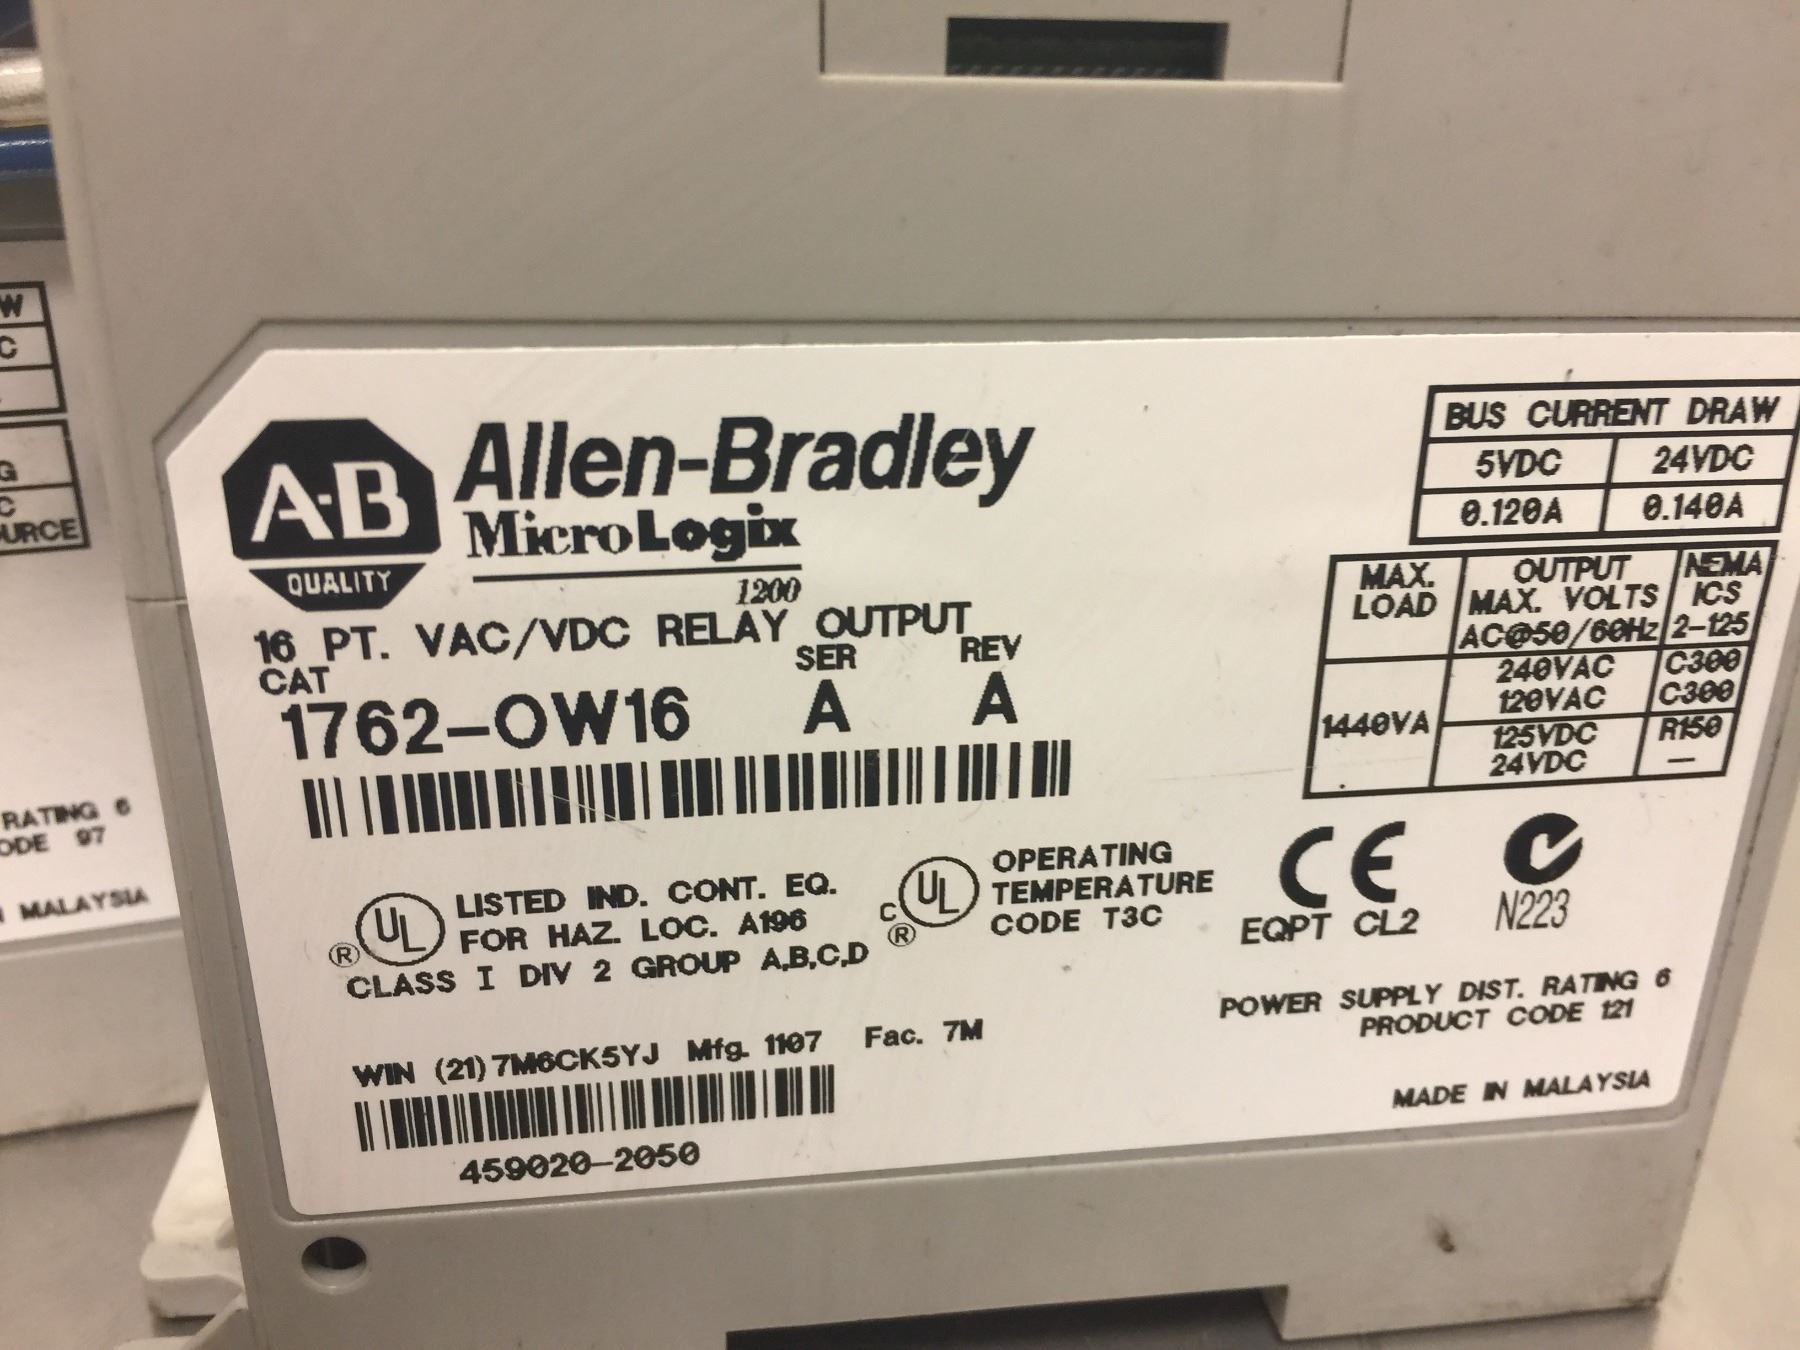 W
C
G
C
URCE
RATING 6
ODE 97
MALAYSIA
A-B
QUALITY
Allen-Bradley
MicroLogix
1200
16 PT. VAC/VDC RELAY OUTPUT
CAT SER REV
1762-OW16 A A
BUS CURRENT DRAW
5VDC 24VDC
0.120A 0.140A
MAX. LOAD
OUTPUT MAX. VOLTS AC@50/60Hz
NEMA ICS 2-125
1440VA
240VAC C300
120VAC C300
125VDC R150
24VDC —
UL ®
LISTED IND. CONT. EQ.
FOR HAZ. LOC. A196
CLASS I DIV 2 GROUP A,B,C,D
C UL ®
OPERATING
TEMPERATURE
CODE T3C
CE
EQPT CL2
N223
POWER SUPPLY DIST. RATING 6
PRODUCT CODE 121
WIN (21)7M6CK5YJ Mfg. 1107 Fac. 7M
459020-2050
MADE IN MALAYSIA